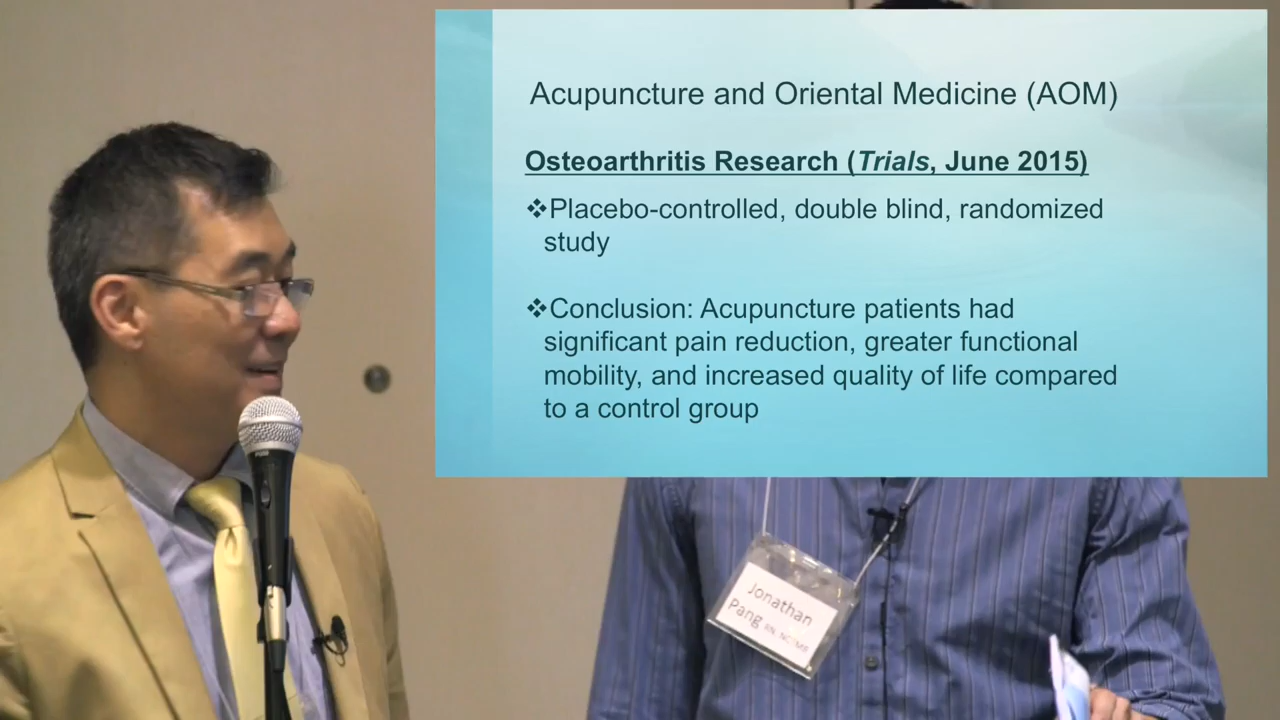 Acupuncture and Oriental Medicine (AOM)
Osteoarthritis Research (Trials, June 2015)
❖Placebo-controlled, double blind, randomized
study
❖Conclusion: Acupuncture patients had
significant pain reduction, greater functional
mobility, and increased quality of life compared
to a control group
Jonathan
Pang RN,